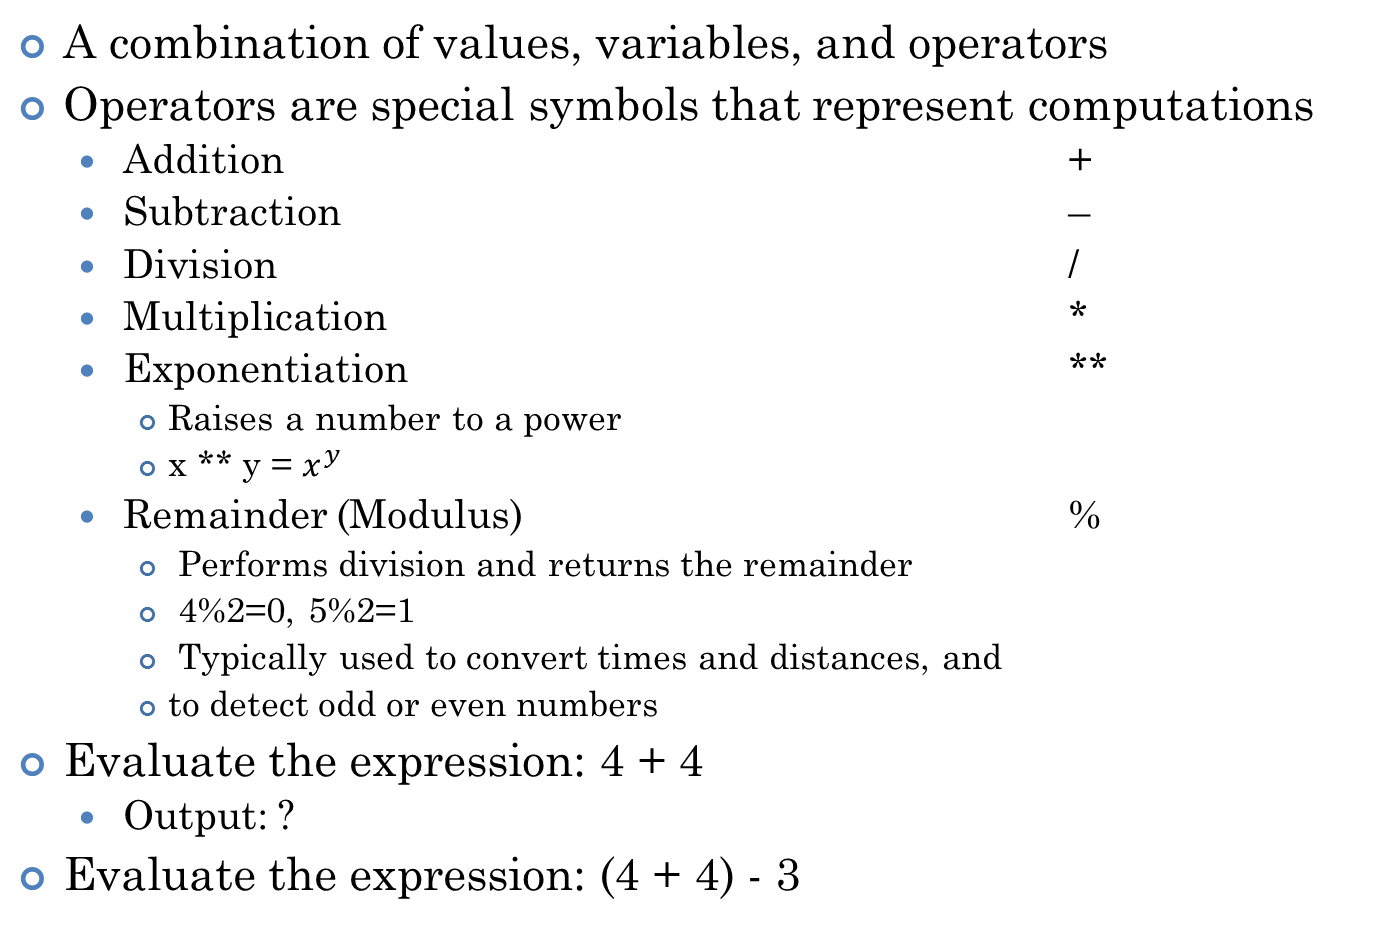 A combination of values, variables, and operators
Operators are special symbols that represent computations
Addition +
Subtraction –
Division /
Multiplication *
Exponentiation **
Raises a number to a power
x ** y = x^y
Remainder (Modulus) %
Performs division and returns the remainder
4%2=0, 5%2=1
Typically used to convert times and distances, and
to detect odd or even numbers
Evaluate the expression: 4 + 4
Output: ?
Evaluate the expression: (4 + 4) - 3